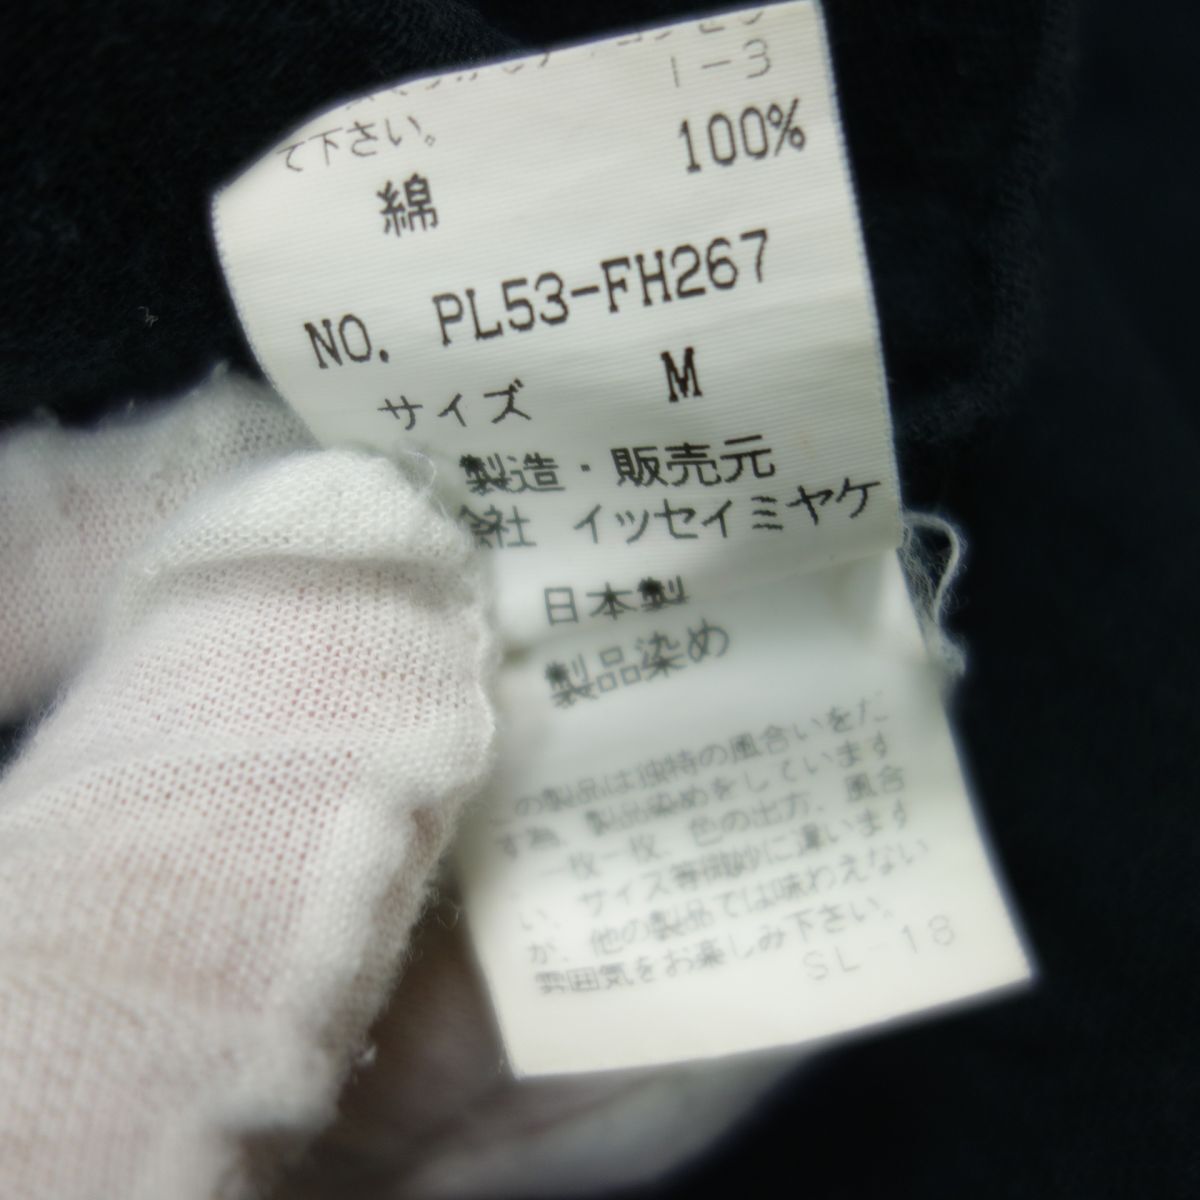 1-3
て下さい。
綿 100%
NO. PL53-FH267
サイズ M
製造・販売元
会社 イッセイミヤケ
日本製
製品染め
の製品は独特の風合いをだ
す為、製品染めをしています
一枚一枚、色の出方、風合
い、サイズ等微妙に違います
が、他の製品では味わえない
雰囲気をお楽しみ下さい。
SL-18